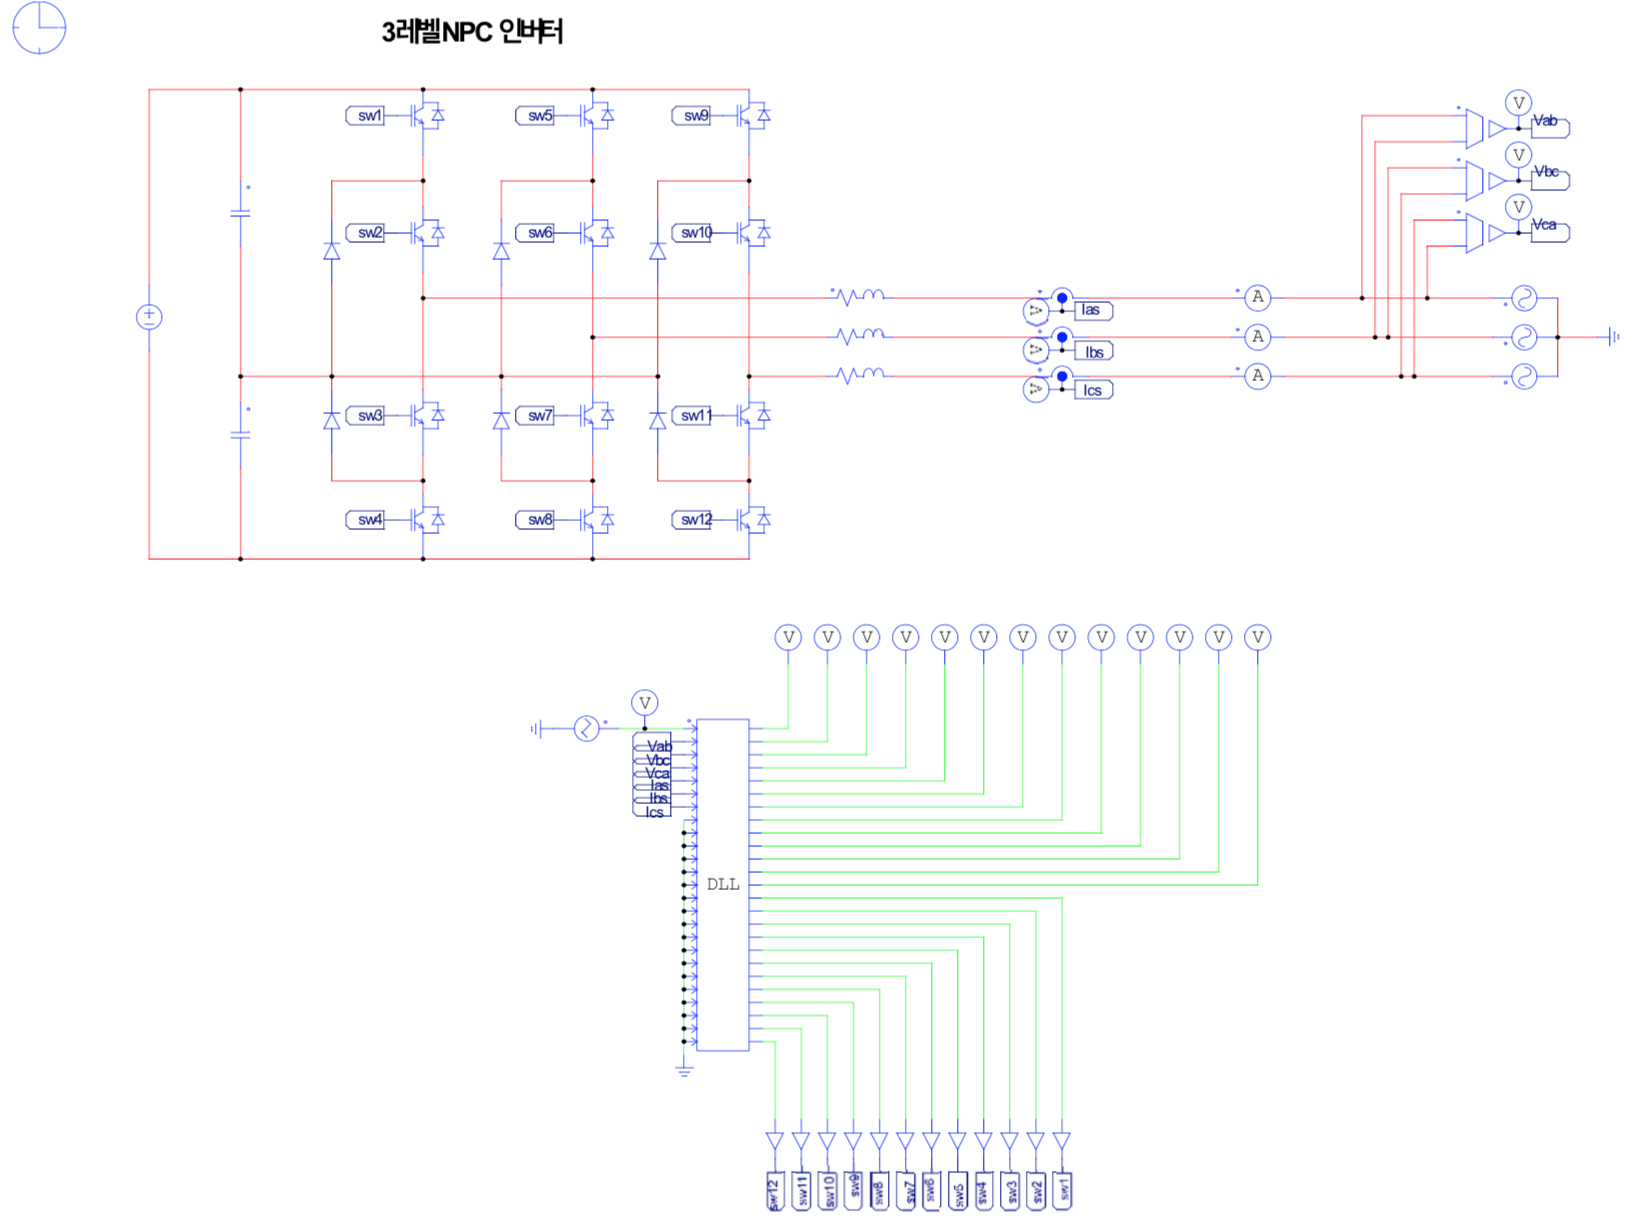 3레벨NPC 인버터
sw1
sw5
sw9
V
Vab
V
Vbc
V
Vca
sw2
sw6
sw10
A
V
Ias
A
V
Ibs
A
V
Ics
sw3
sw7
sw11
sw4
sw8
sw12
V V V V V V V V V V V V V
V
Vab
Vbc
Vca
Ias
Ibs
Ics
DLL
sw12 sw11 sw10 sw9 sw8 sw7 sw6 sw5 sw4 sw3 sw2 sw1